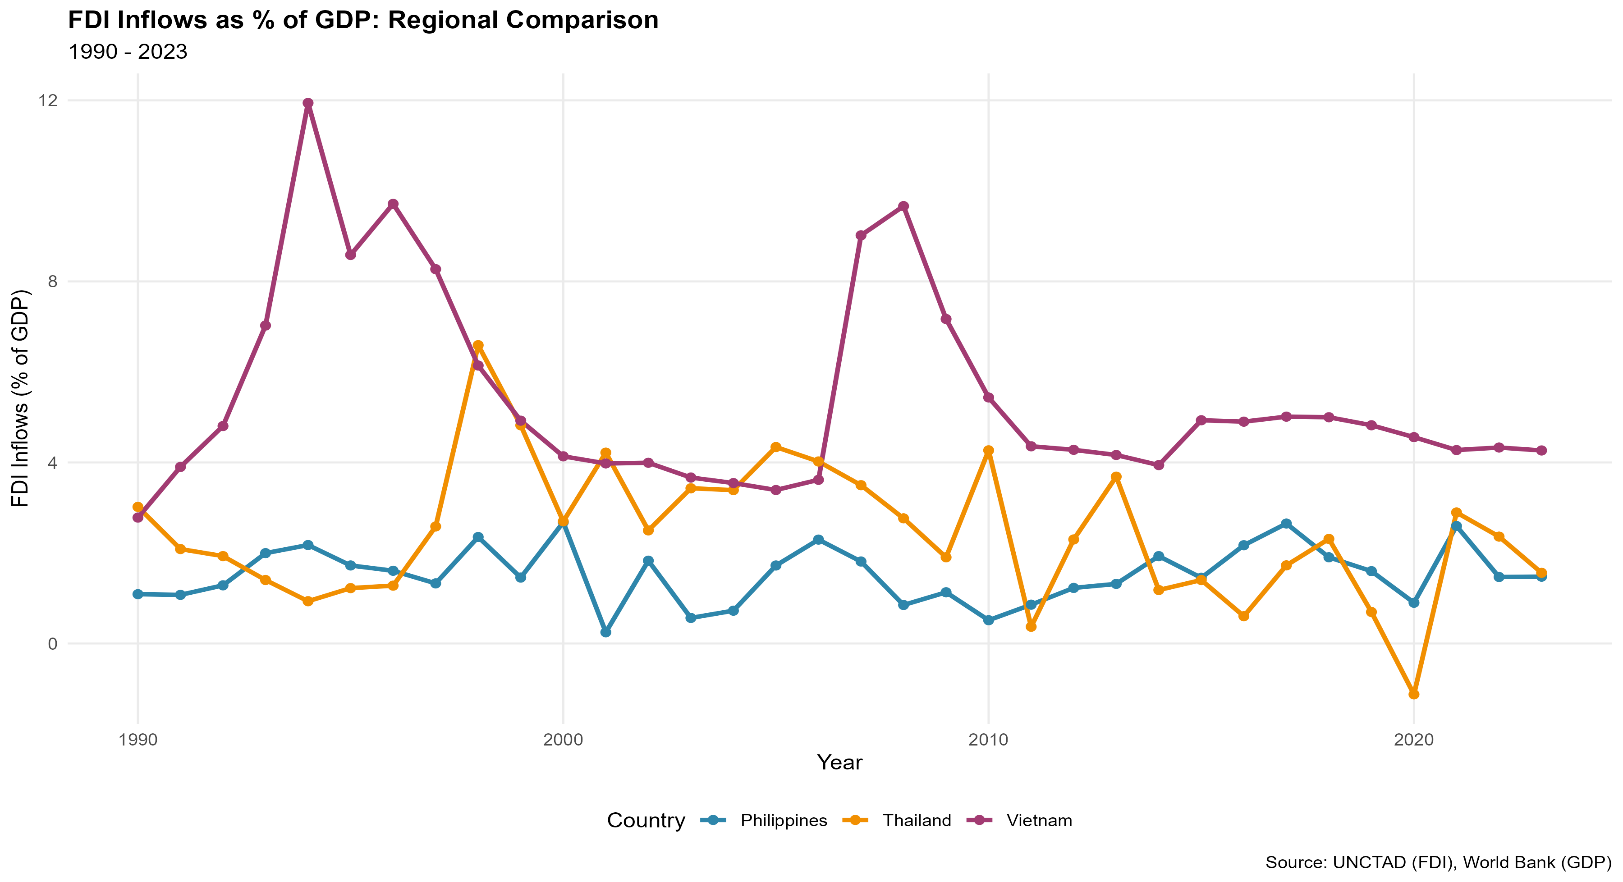 FDI Inflows as % of GDP: Regional Comparison
1990 - 2023
FDI Inflows (% of GDP)
12
8
4
0
1990 2000 2010 2020
Year
Country Philippines Thailand Vietnam
Source: UNCTAD (FDI), World Bank (GDP)